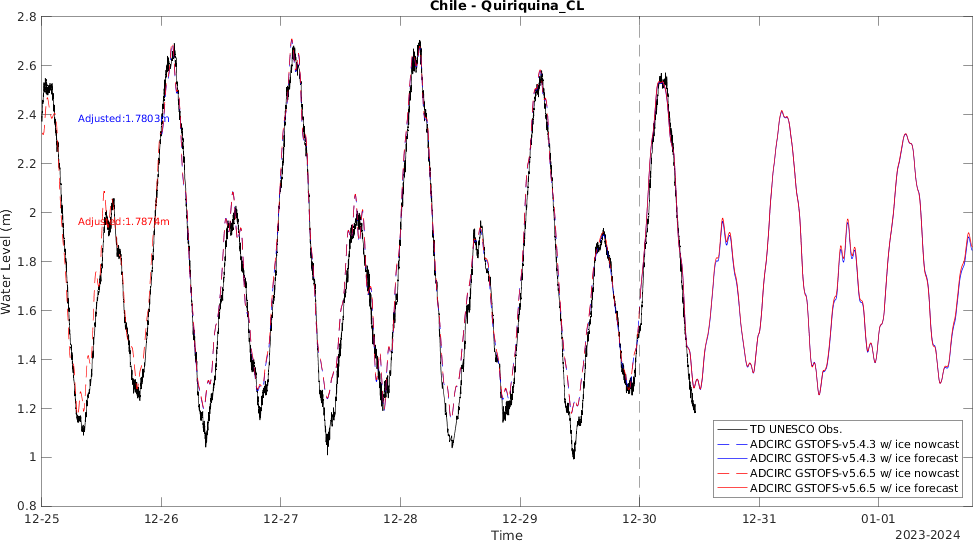 Chile - Quiriquina_CL
2.8
2.6
2.4
2.2
2
1.8
1.6
1.4
1.2
1
0.8
Water Level (m)
Adjusted:1.7803m
Adjusted:1.7874m
TD UNESCO Obs.
ADCIRC GSTOFS-v5.4.3 w/ ice nowcast
ADCIRC GSTOFS-v5.4.3 w/ ice forecast
ADCIRC GSTOFS-v5.6.5 w/ ice nowcast
ADCIRC GSTOFS-v5.6.5 w/ ice forecast
12-25 12-26 12-27 12-28 12-29 12-30 12-31 01-01
Time
2023-2024